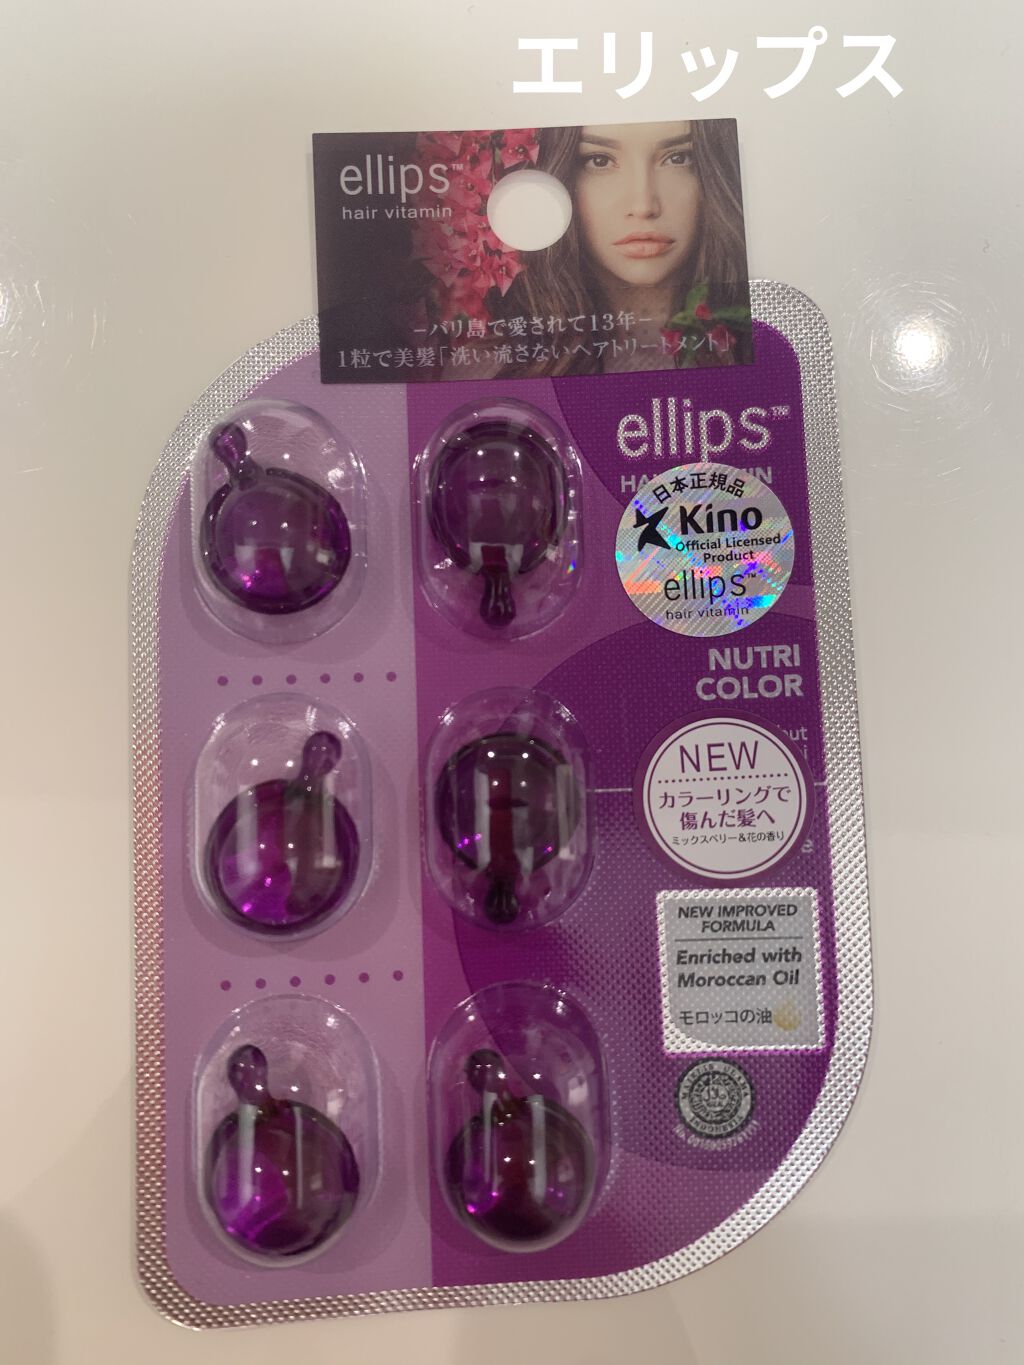 エリップス
ellips™
hair vitamin
−バリ島で愛されて13年−
1粒で美髪「洗い流さないヘアトリートメント」
ellips™
日本正規品
Kino
Official Licensed
Product
ellips™
hair vitamin
NUTRI
COLOR
NEW
カラーリングで
傷んだ髪へ
ミックスベリー&花の香り
NEW IMPROVED
FORMULA
Enriched with
Moroccan Oil
モロッコの油